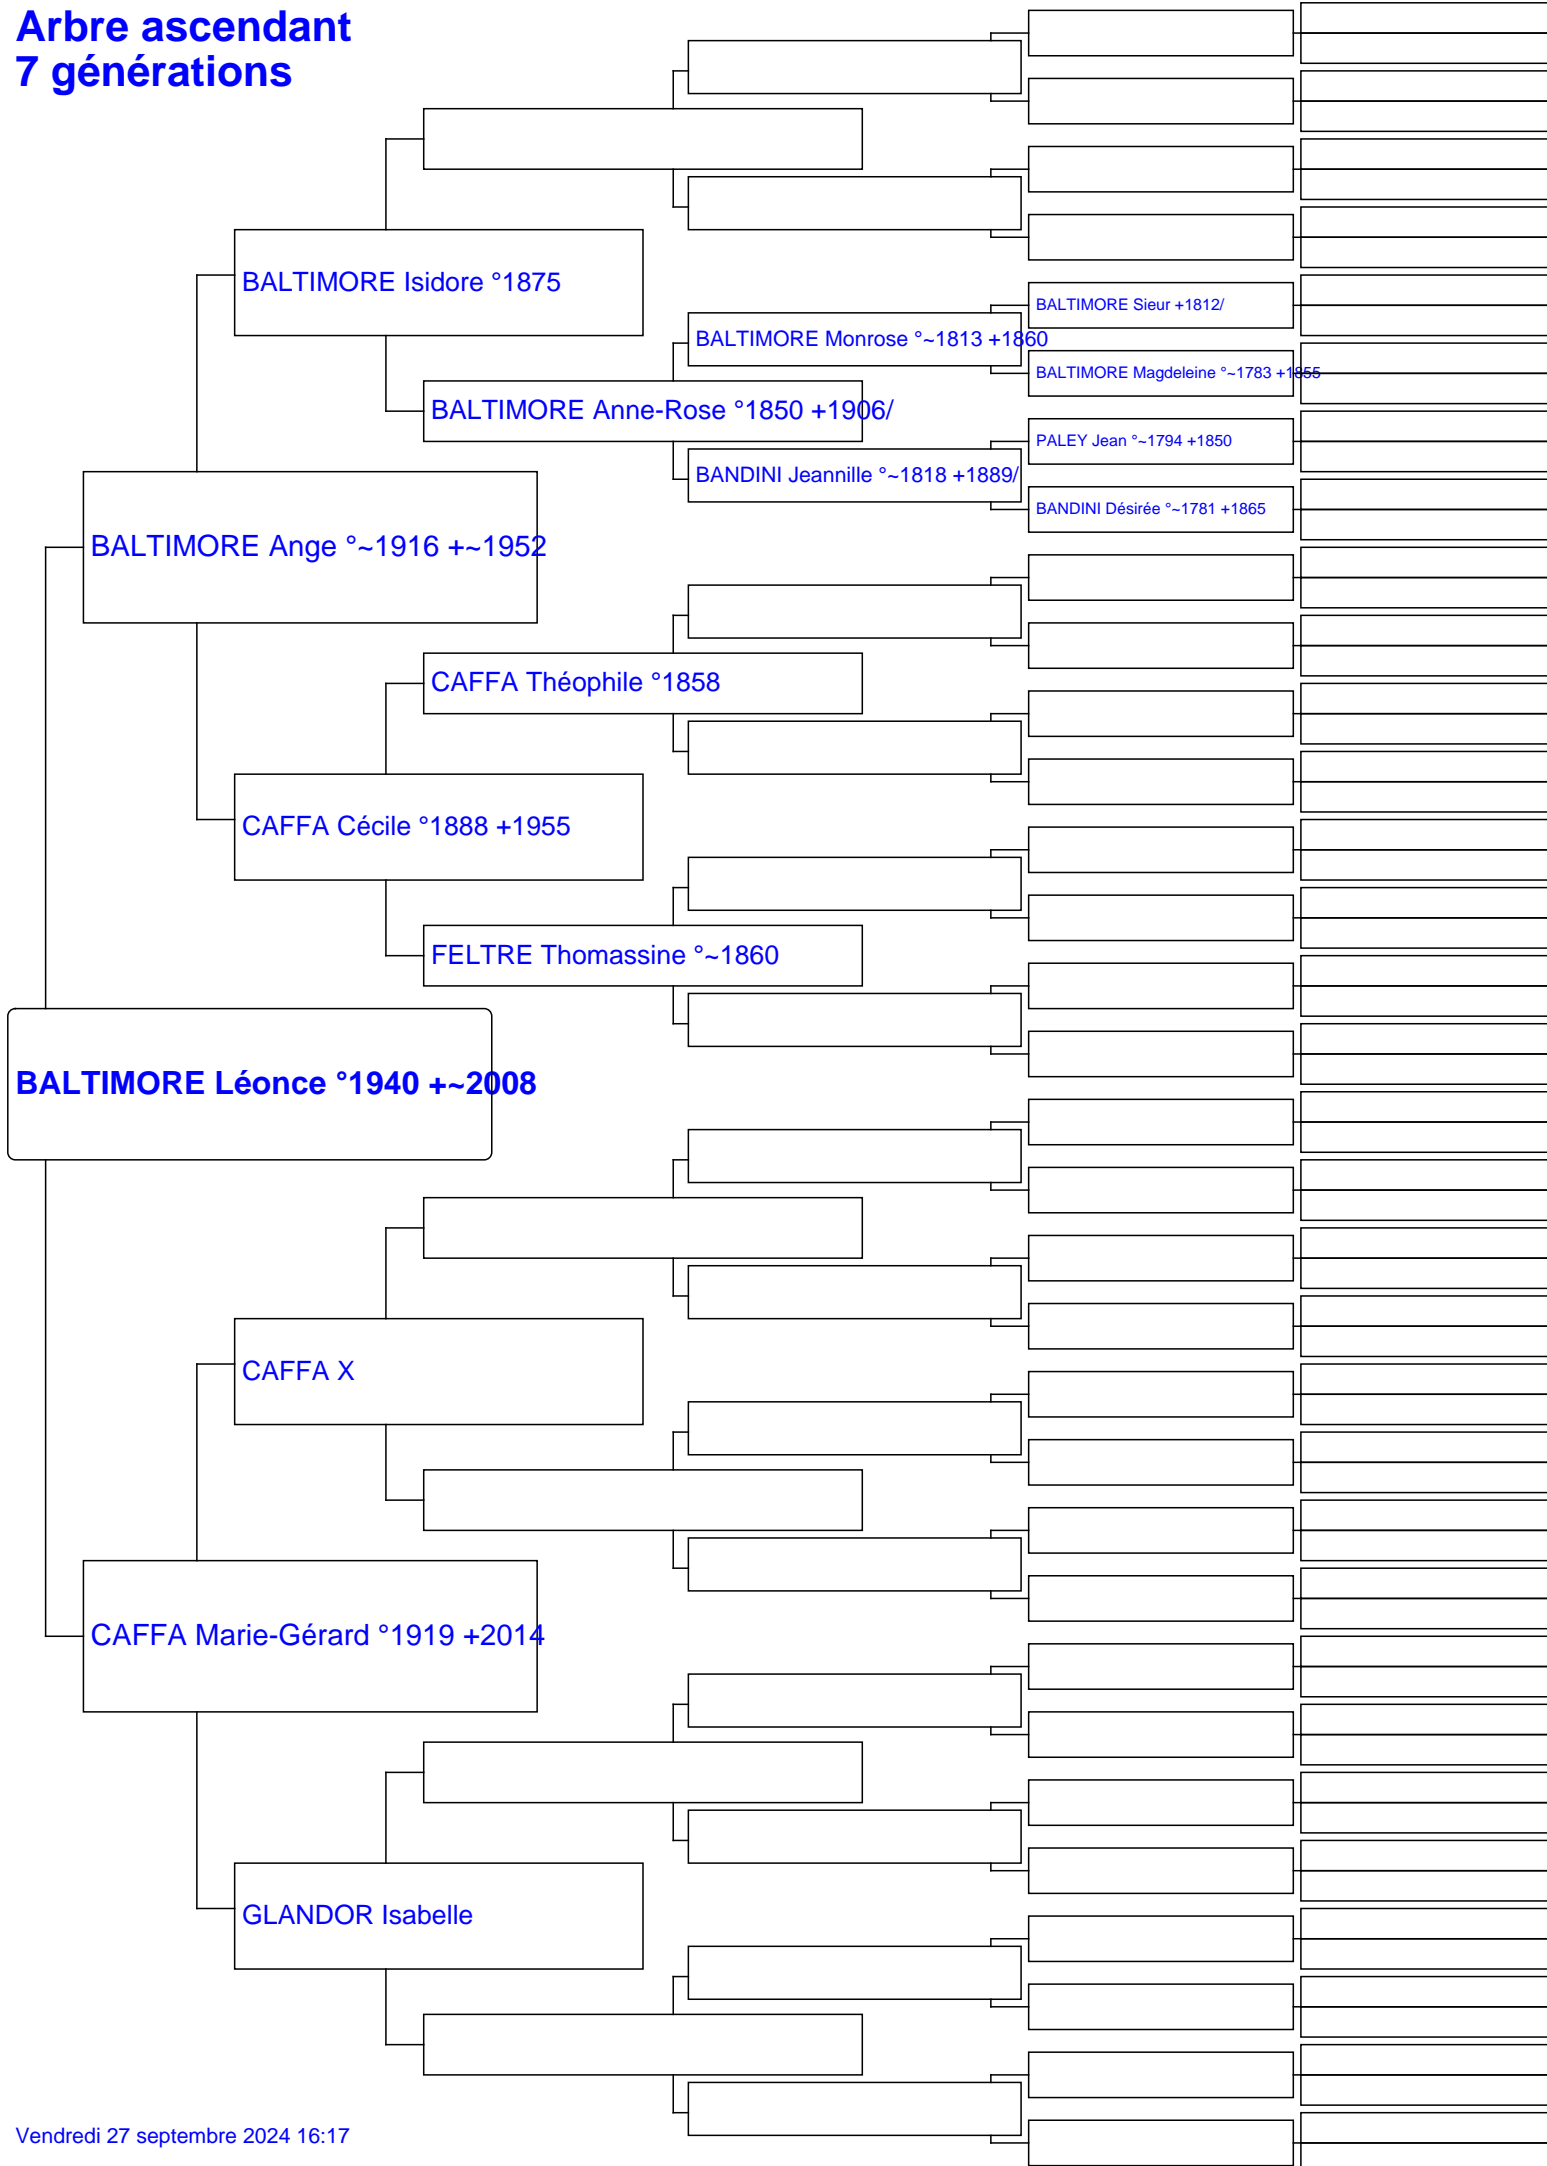 Arbre ascendant
7 générations
BALTIMORE Isidore °1875
BALTIMORE Sieur +1812/
BALTIMORE Monrose °~1813 +1860
BALTIMORE Magdeleine °~1783 +1855
BALTIMORE Anne-Rose °1850 +1906/
PALEY Jean °~1794 +1850
BANDINI Jeannille °~1818 +1889/
BANDINI Désirée °~1781 +1865
BALTIMORE Ange °~1916 +~1952
CAFFA Théophile °1858
CAFFA Cécile °1888 +1955
FELTRE Thomassine °~1860
BALTIMORE Léonce °1940 +~2008
CAFFA X
CAFFA Marie-Gérard °1919 +2014
GLANDOR Isabelle
Vendredi 27 septembre 2024 16:17